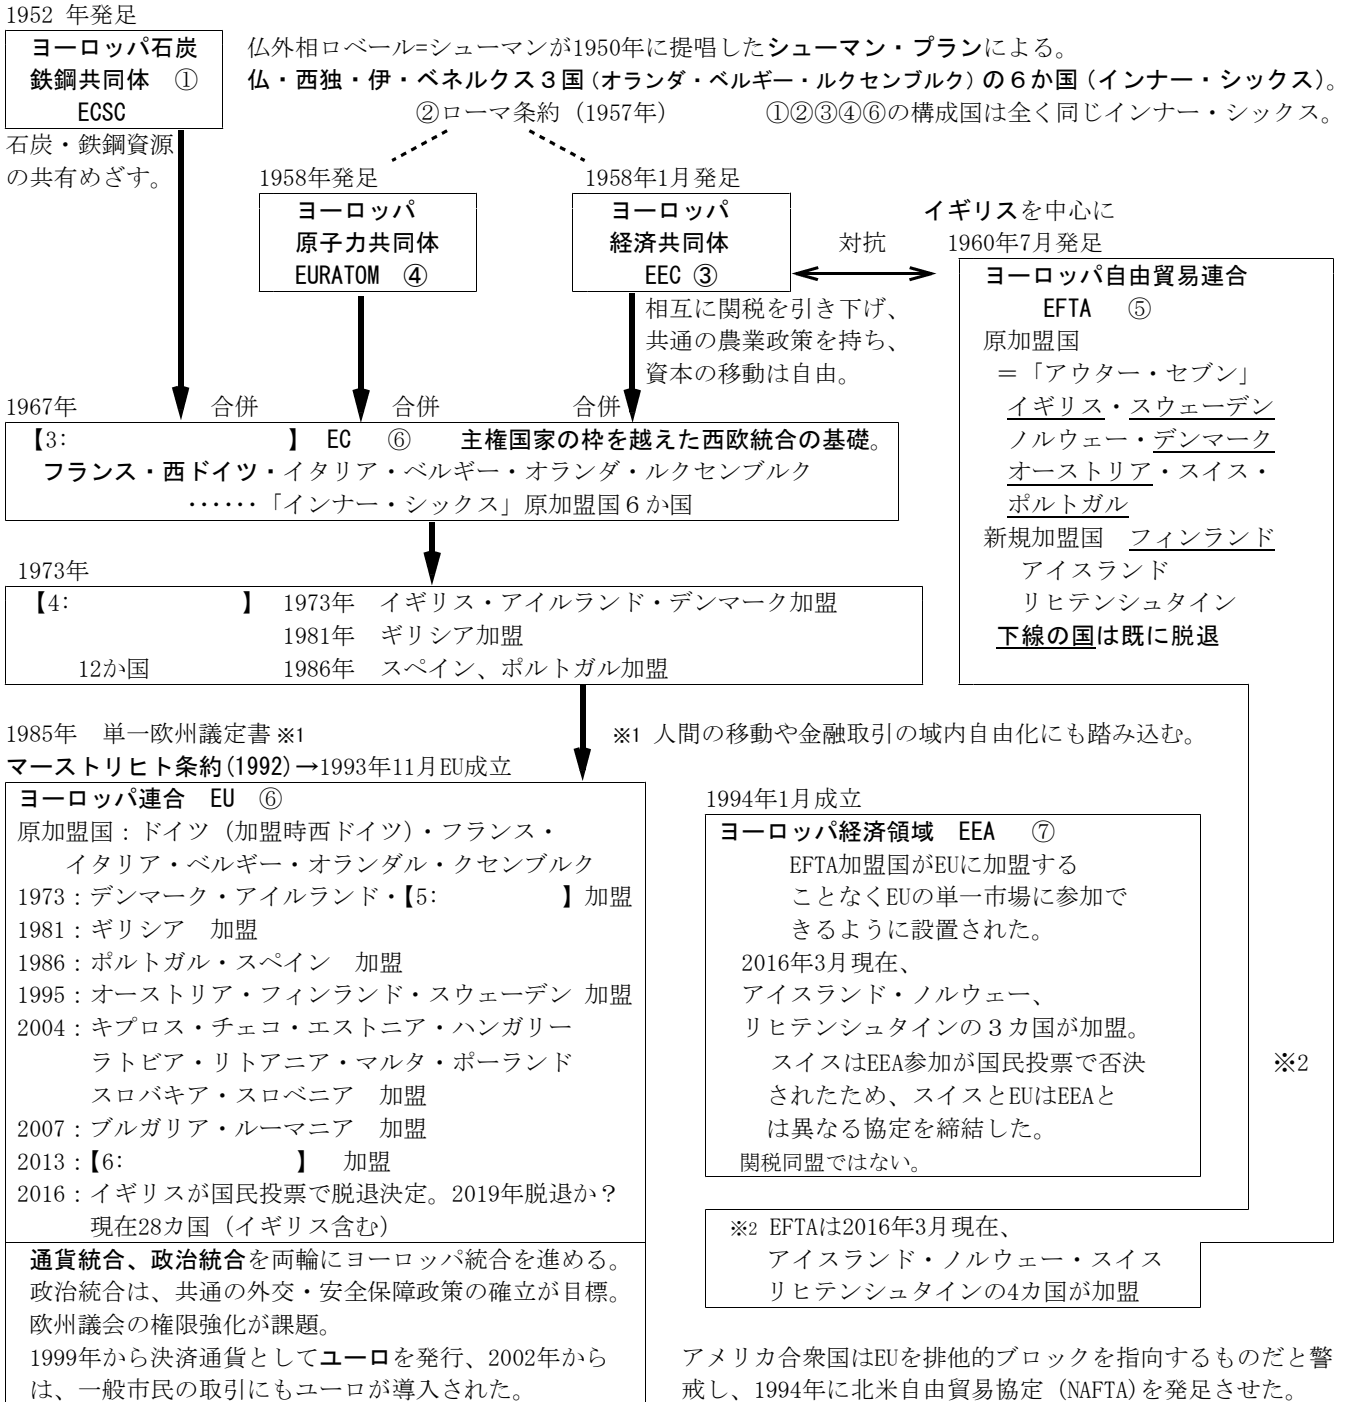 1952 年発足
ヨーロッパ石炭
鉄鋼共同体 ①
ECSC
仏外相ロベール=シューマンが1950年に提唱したシューマン・プランによる。
仏・西独・伊・ベネルクス３国(オランダ・ベルギー・ルクセンブルク)の６か国(インナー・シックス)。
②ローマ条約 (1957年) ①②③④⑥の構成国は全く同じインナー・シックス。
石炭・鉄鋼資源
の共有めざす。
1958年発足
ヨーロッパ
原子力共同体
EURATOM ④
1958年1月発足
ヨーロッパ
経済共同体
EEC ③
対抗
イギリスを中心に
1960年7月発足
ヨーロッパ自由貿易連合
EFTA ⑤
原加盟国
＝「アウター・セブン」
イギリス・スウェーデン
ノルウェー・デンマーク
オーストリア・スイス・
ポルトガル
新規加盟国 フィンランド
アイスランド
リヒテンシュタイン
下線の国は既に脱退
相互に関税を引き下げ、
共通の農業政策を持ち、
資本の移動は自由。
1967年 合併 合併 合併
【3: 】 EC ⑥ 主権国家の枠を越えた西欧統合の基礎。
フランス・西ドイツ・イタリア・ベルギー・オランダ・ルクセンブルク
‥‥‥「インナー・シックス」原加盟国６か国
1973年
【4: 】 1973年 イギリス・アイルランド・デンマーク加盟
1981年 ギリシア加盟
12か国 1986年 スペイン、ポルトガル加盟
1985年 単一欧州議定書 ※1
※1 人間の移動や金融取引の域内自由化にも踏み込む。
マーストリヒト条約(1992)→1993年11月EU成立
ヨーロッパ連合 EU ⑥
原加盟国：ドイツ (加盟時西ドイツ)・フランス・
イタリア・ベルギー・オランダル・クセンブルク
1973：デンマーク・アイルランド・【5: 】加盟
1981：ギリシア 加盟
1986：ポルトガル・スペイン 加盟
1995：オーストリア・フィンランド・スウェーデン 加盟
2004：キプロス・チェコ・エストニア・ハンガリー
ラトビア・リトアニア・マルタ・ポーランド
スロバキア・スロベニア 加盟
2007：ブルガリア・ルーマニア 加盟
2013：【6: 】 加盟
2016：イギリスが国民投票で脱退決定。2019年脱退か？
現在28カ国 (イギリス含む)
通貨統合、政治統合を両輪にヨーロッパ統合を進める。
政治統合は、共通の外交・安全保障政策の確立が目標。
欧州議会の権限強化が課題。
1999年から決済通貨としてユーロを発行、2002年から
は、一般市民の取引にもユーロが導入された。
1994年1月成立
ヨーロッパ経済領域 EEA ⑦
EFTA加盟国がEUに加盟する
ことなくEUの単一市場に参加で
きるように設置された。
2016年3月現在、
アイスランド・ノルウェー、
リヒテンシュタインの３カ国が加盟。
スイスはEEA参加が国民投票で否決
されたため、スイスとEUはEEAと
は異なる協定を締結した。
関税同盟ではない。
※2
※2 EFTAは2016年3月現在、
アイスランド・ノルウェー・スイス
リヒテンシュタインの4カ国が加盟
アメリカ合衆国はEUを排他的ブロックを指向するものだと警
戒し、1994年に北米自由貿易協定 (NAFTA)を発足させた。